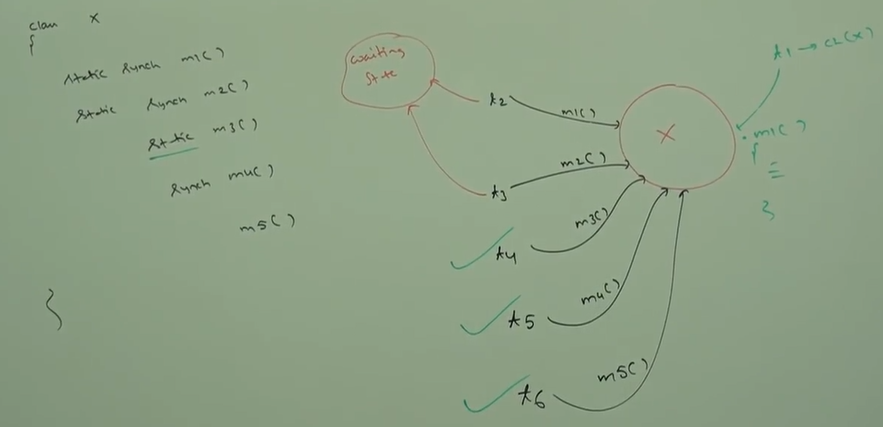 class X
{
static synch m1()
static synch m2()
static m3()
synch m4()
m5()
}
waiting
state
t2
m1()
t3
m2()
t4
m3()
t5
m4()
t6
m5()
X
t1 → CL(X)
m1()
{
}